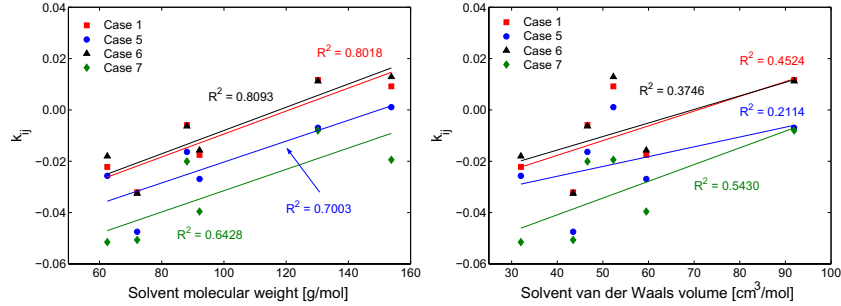 Case 1
Case 5
Case 6
Case 7
R² = 0.8018
R² = 0.8093
R² = 0.7003
R² = 0.6428
0.04
0.02
0.00
−0.02
−0.04
−0.06
k_ij
60 80 100 120 140 160
Solvent molecular weight [g/mol]
Case 1
Case 5
Case 6
Case 7
R² = 0.4524
R² = 0.3746
R² = 0.2114
R² = 0.5430
0.04
0.02
0.00
−0.02
−0.04
−0.06
k_ij
30 40 50 60 70 80 90 100
Solvent van der Waals volume [cm³/mol]